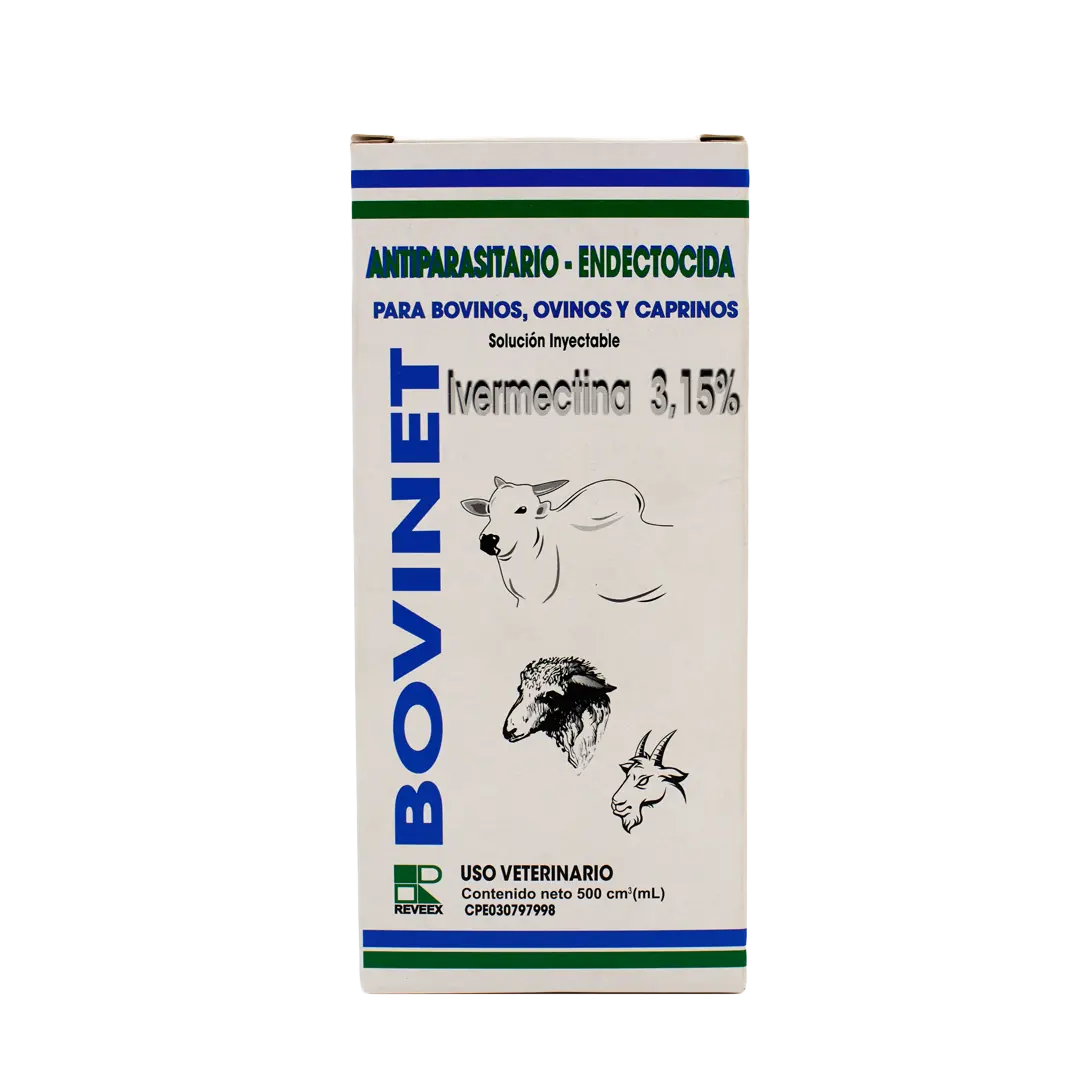 ANTIPARASITARIO - ENDECTOCIDA
PARA BOVINOS, OVINOS Y CAPRINOS
Solución Inyectable
Ivermectina 3,15%
BOVINET
REVEEX
USO VETERINARIO
Contenido neto 500 cm³(mL)
CPE030797998